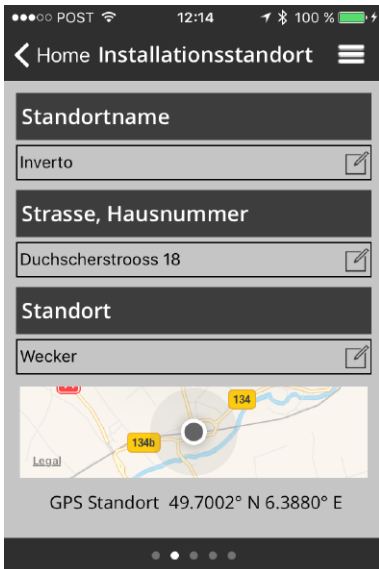 POST 12:14 100 %
Home Installationsstandort
Standortname
Inverto
Strasse, Hausnummer
Duchscherstrooss 18
Standort
Wecker
134
134b
Legal
GPS Standort 49.7002° N 6.3880° E